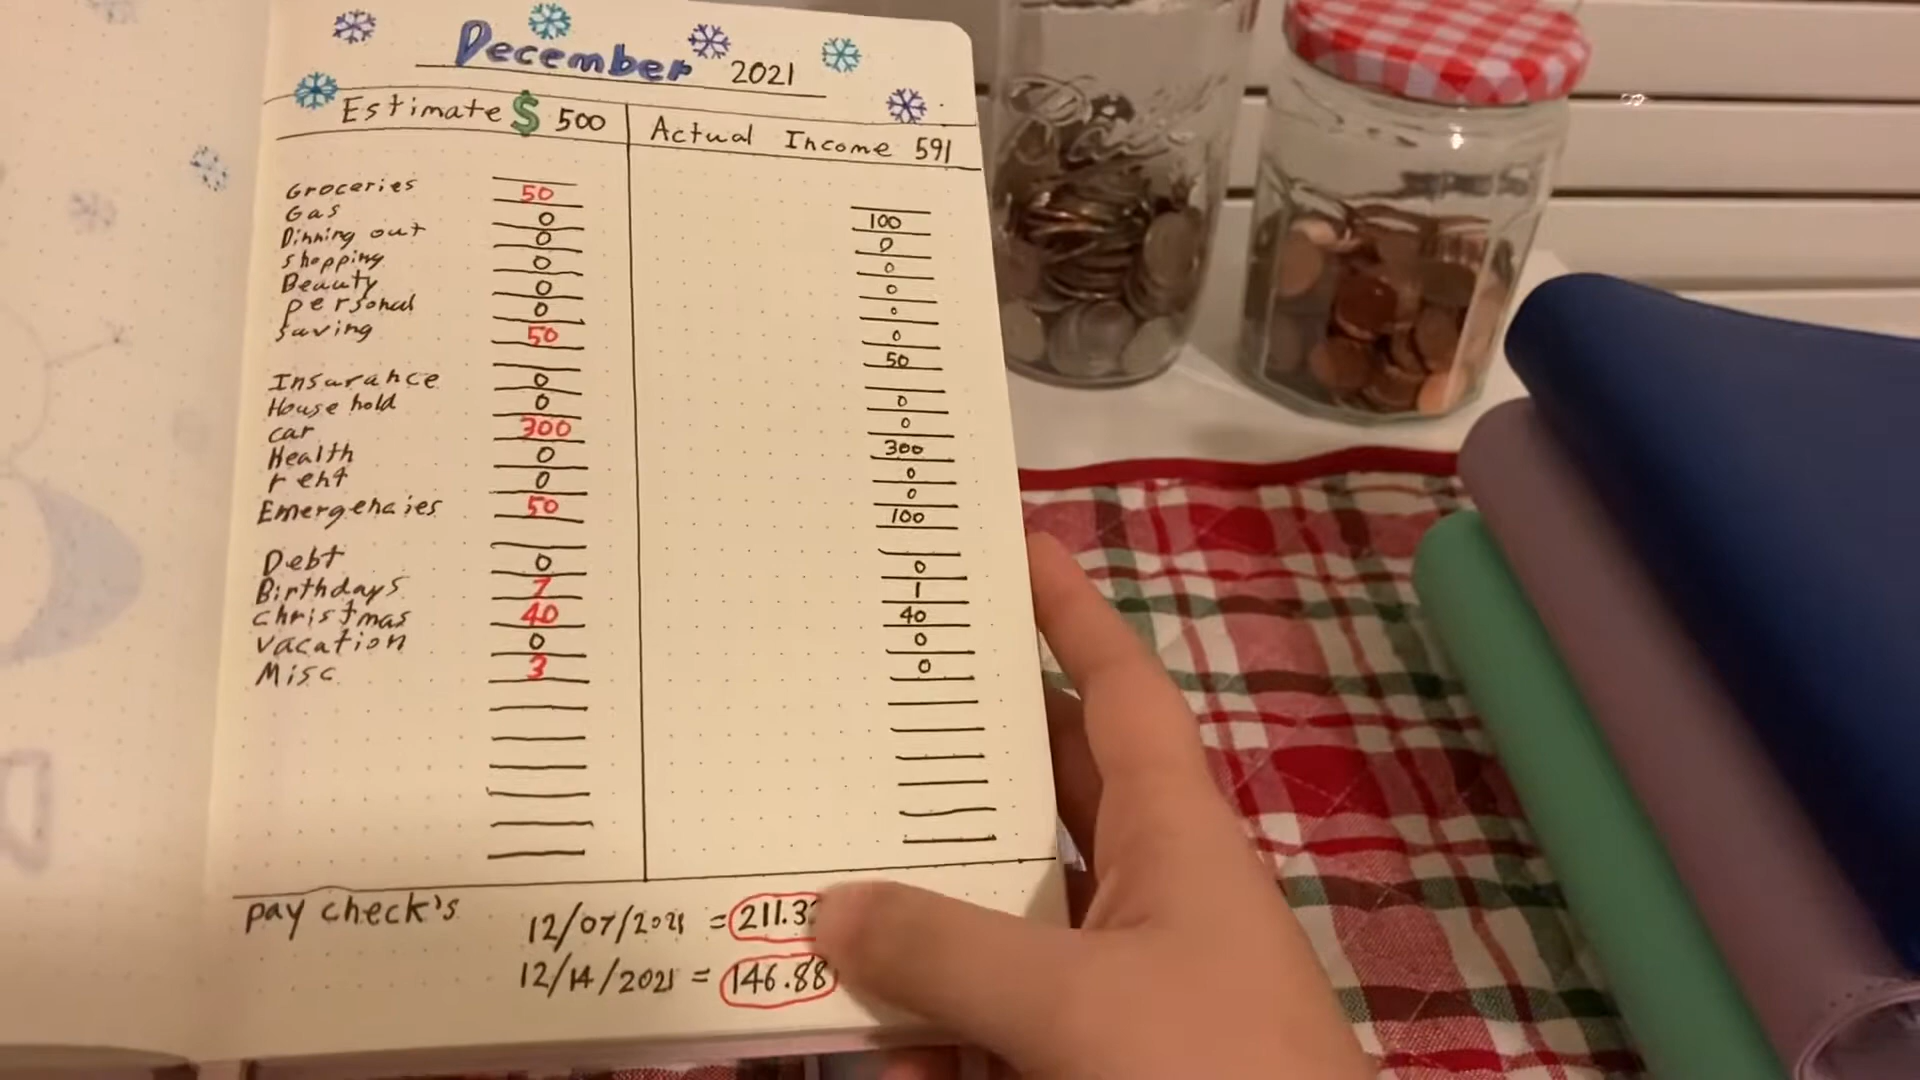 December 2021
Estimate $ 500
Actual Income 591
Groceries 50 100
Gas 0 0
Dinning out 0 0
shopping 0 0
Beauty 0 0
personal 0 0
saving 50 50
Insurance 0 0
House hold 0 0
car 300 300
Health 0 0
rent 0 0
Emergencies 50 100
Debt 0 0
Birthdays 7 1
christmas 40 40
vacation 0 0
Misc 3 0
pay check's 12/07/2021 =
12/14/2021 = 146.88